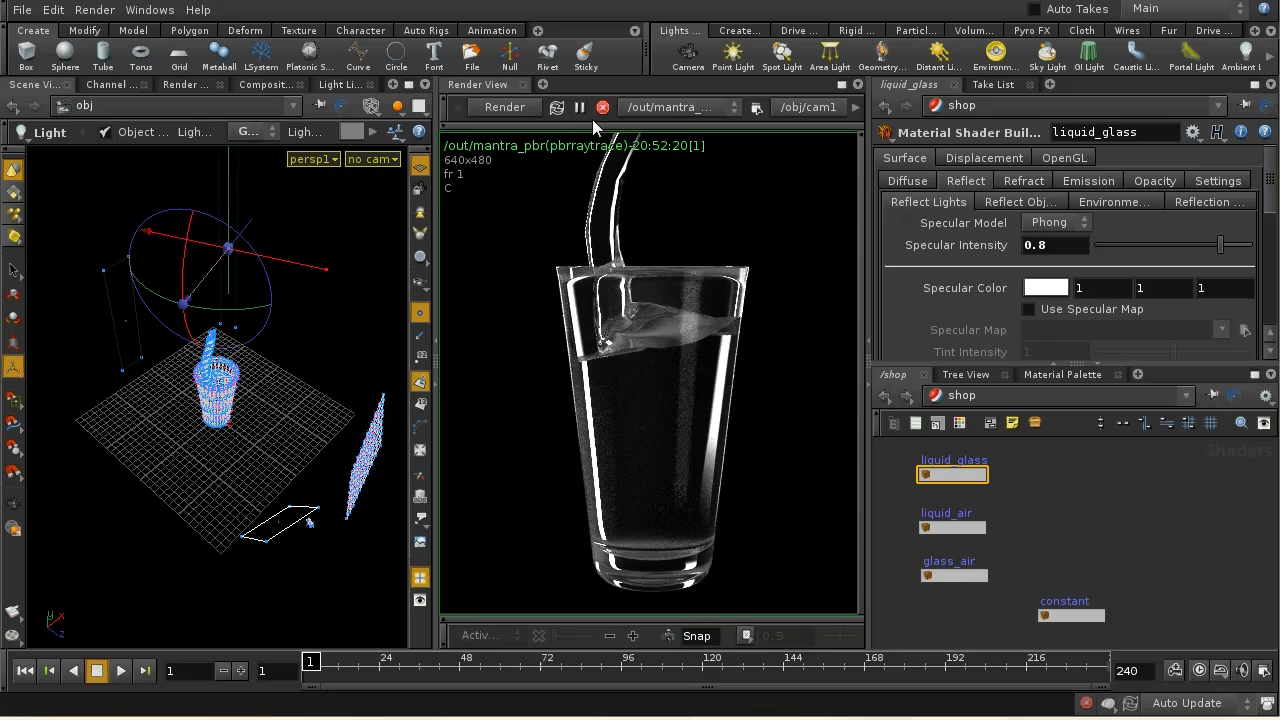 File Edit Render Windows Help Auto Takes Main
Create Modify Model Polygon Deform Texture Character Auto Rigs Animation Lights ... Create... Drive ... Rigid ... Particl... Volum... Pyro FX Cloth Wires Fur Drive ...
Box Sphere Tube Torus Grid Metaball LSystem Platonic S... Curve Circle Font File Null Rivet Sticky Camera Point Light Spot Light Area Light Geometry... Distant Li... Environm... Sky Light GI Light Caustic Li... Portal Light Ambient L
Scene Vi... Channel ... Render ... Composit... Light Li... Render View liquid_glass Take List
obj Render /out/mantra_... /obj/cam1 shop
Light Object ... Ligh... G... Ligh... Material Shader Buil... liquid_glass
persp1 no cam /out/mantra_pbr(pbrraytrace)-20:52:20[1]
640x480
fr 1
C
Surface Displacement OpenGL
Diffuse Reflect Refract Emission Opacity Settings
Reflect Lights Reflect Obj... Environme... Reflection ...
Specular Model Phong
Specular Intensity 0.8
Specular Color 1 1 1
Use Specular Map
Specular Map
Tint Intensity 1
/shop Tree View Material Palette
shop
Shaders
liquid_glass
liquid_air
glass_air
constant
y x z
Activ... Snap 0.5
1 1 1 24 48 72 96 120 144 168 192 216 240
Auto Update